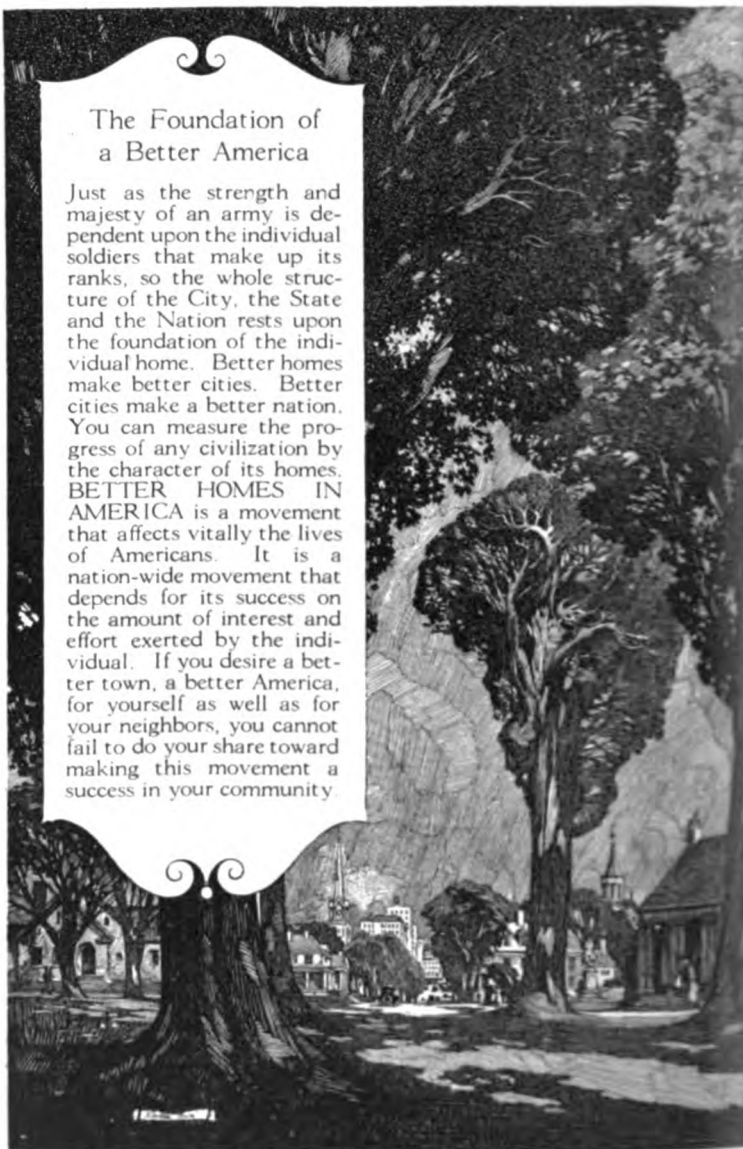 The Foundation of
a Better America
Just as the strength and
majesty of an army is de-
pendent upon the individual
soldiers that make up its
ranks, so the whole struc-
ture of the City, the State
and the Nation rests upon
the foundation of the indi-
vidual home. Better homes
make better cities. Better
cities make a better nation.
You can measure the pro-
gress of any civilization by
the character of its homes.
BETTER HOMES IN
AMERICA is a movement
that affects vitally the lives
of Americans. It is a
nation-wide movement that
depends for its success on
the amount of interest and
effort exerted by the indi-
vidual. If you desire a bet-
ter town, a better America,
for yourself as well as for
your neighbors, you cannot
fail to do your share toward
making this movement a
success in your community.